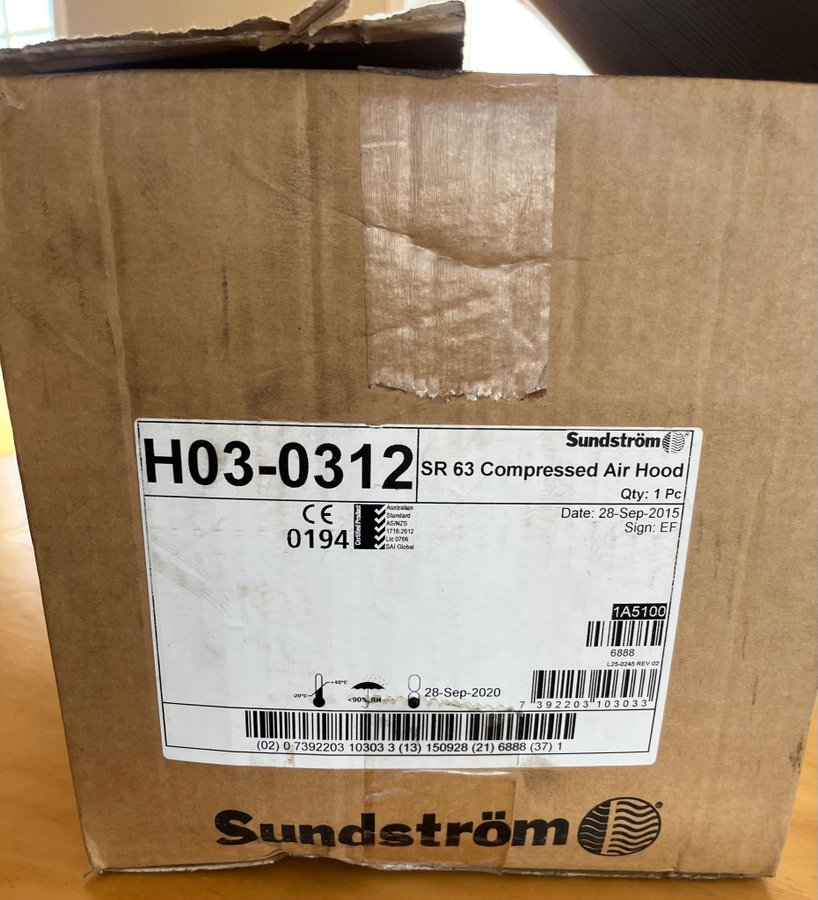 H03-0312
Sundström
SR 63 Compressed Air Hood
Qty: 1 Pc
CE
0194
Certified Product
Australian
Standard
AS/NZS
1716:2012
Lic 0766
SAI Global
Date: 28-Sep-2015
Sign: EF
1A5100
6888
L25-0245 REV 02
-20°C
+40°C
<90% RH
28-Sep-2020
7 392203 103033
(02) 0 7392203 10303 3 (13) 150928 (21) 6888 (37) 1
Sundström®